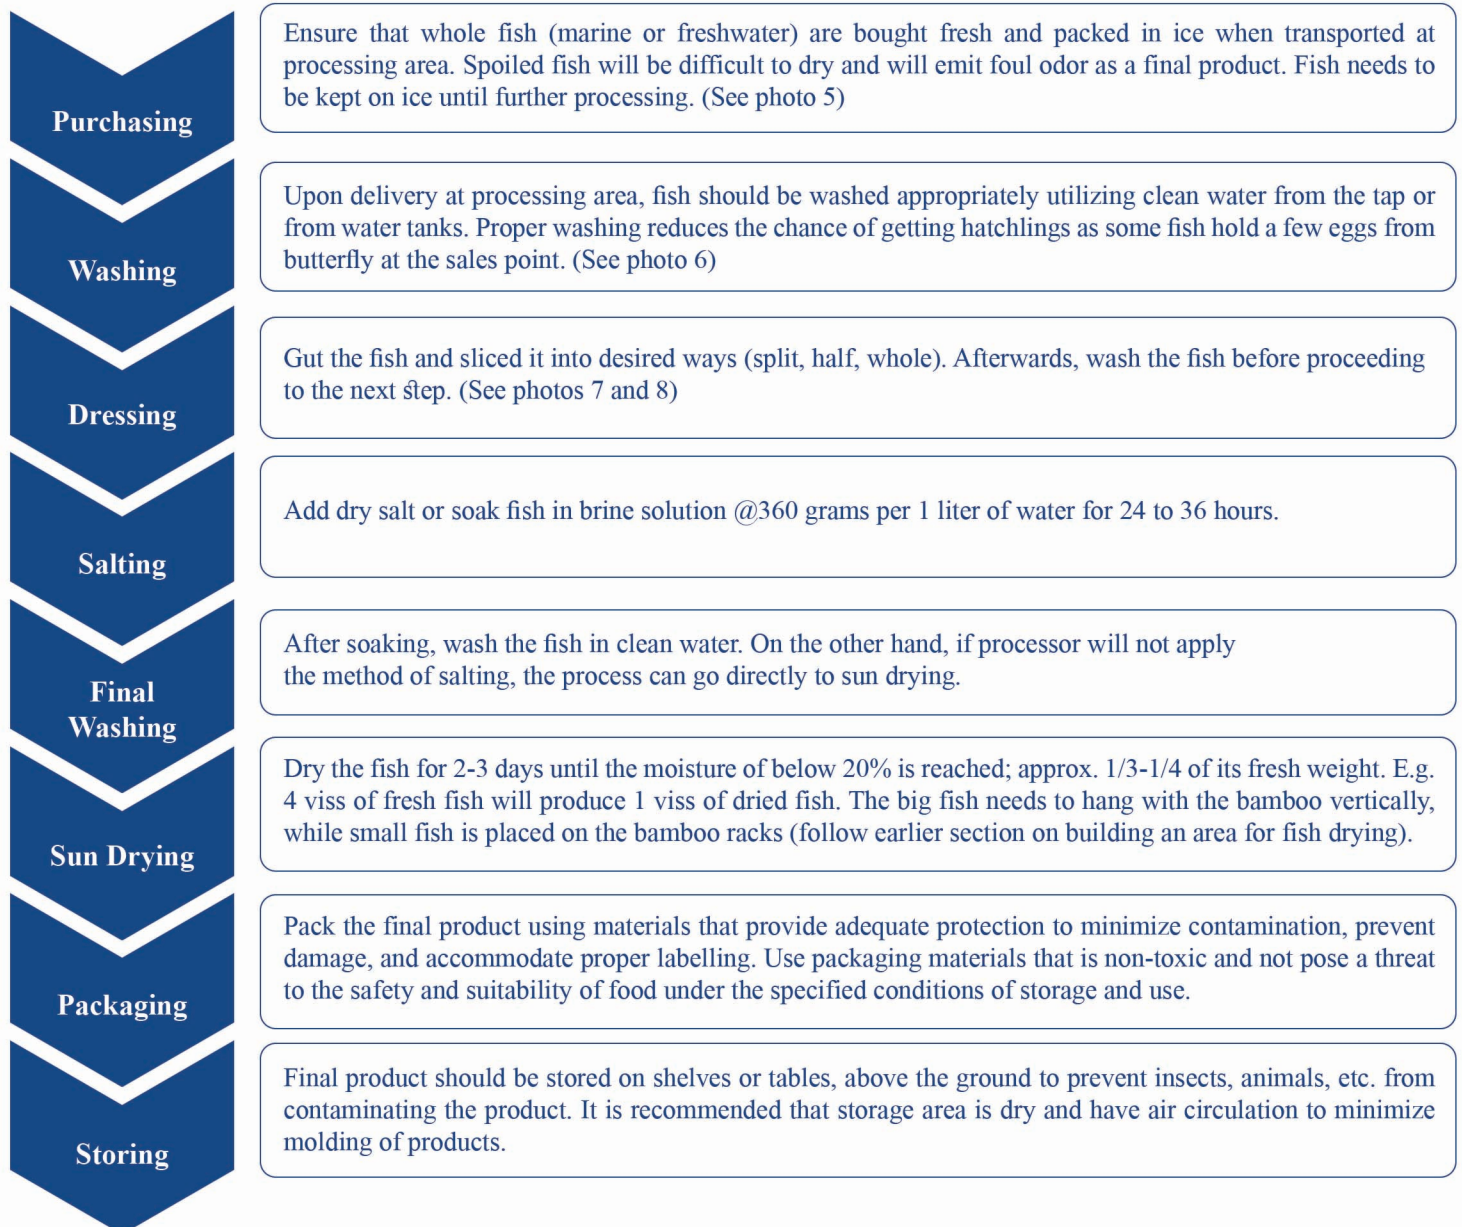 Purchasing
Ensure that whole fish (marine or freshwater) are bought fresh and packed in ice when transported at
processing area. Spoiled fish will be difficult to dry and will emit foul odor as a final product. Fish needs to
be kept on ice until further processing. (See photo 5)
Washing
Upon delivery at processing area, fish should be washed appropriately utilizing clean water from the tap or
from water tanks. Proper washing reduces the chance of getting hatchlings as some fish hold a few eggs from
butterfly at the sales point. (See photo 6)
Dressing
Gut the fish and sliced it into desired ways (split, half, whole). Afterwards, wash the fish before proceeding
to the next step. (See photos 7 and 8)
Salting
Add dry salt or soak fish in brine solution @360 grams per 1 liter of water for 24 to 36 hours.
Final
Washing
After soaking, wash the fish in clean water. On the other hand, if processor will not apply
the method of salting, the process can go directly to sun drying.
Sun Drying
Dry the fish for 2-3 days until the moisture of below 20% is reached; approx. 1/3-1/4 of its fresh weight. E.g.
4 viss of fresh fish will produce 1 viss of dried fish. The big fish needs to hang with the bamboo vertically,
while small fish is placed on the bamboo racks (follow earlier section on building an area for fish drying).
Packaging
Pack the final product using materials that provide adequate protection to minimize contamination, prevent
damage, and accommodate proper labelling. Use packaging materials that is non-toxic and not pose a threat
to the safety and suitability of food under the specified conditions of storage and use.
Storing
Final product should be stored on shelves or tables, above the ground to prevent insects, animals, etc. from
contaminating the product. It is recommended that storage area is dry and have air circulation to minimize
molding of products.